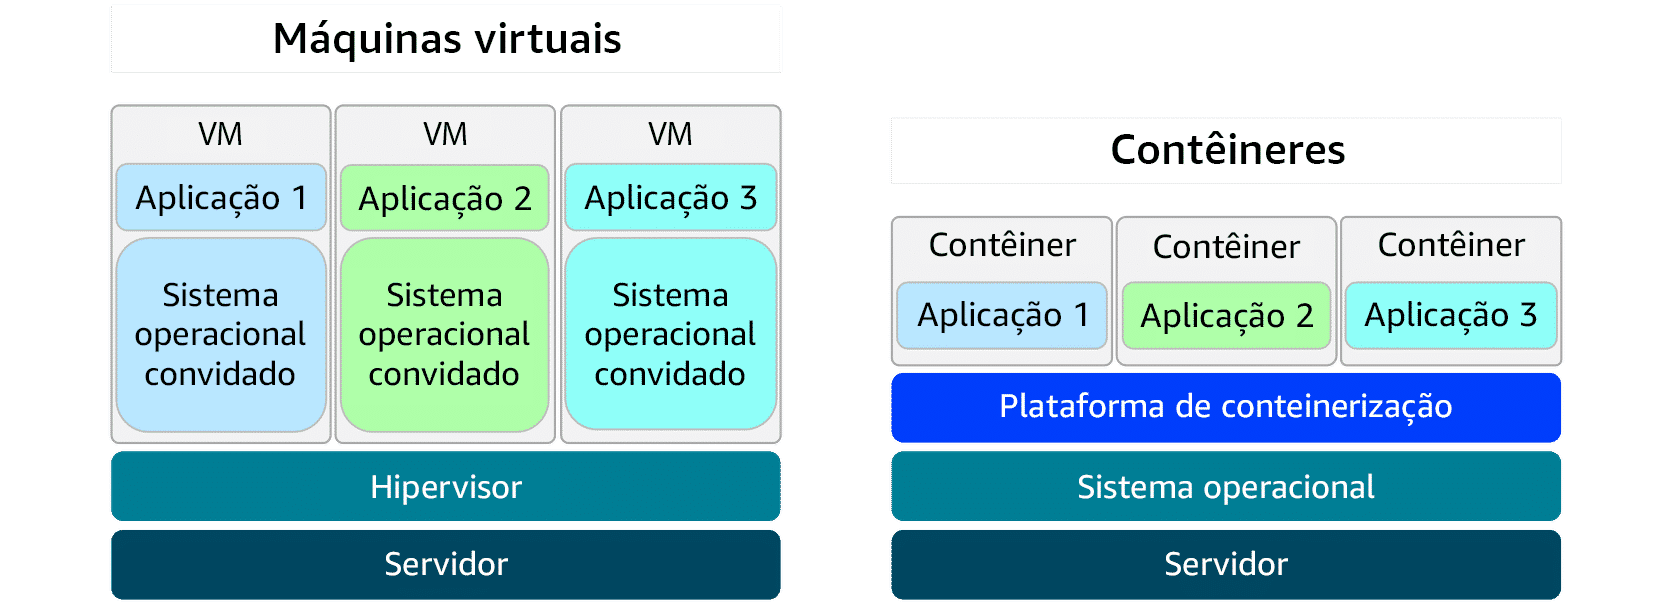 Máquinas virtuais
VM
VM
VM
Aplicação 1
Aplicação 2
Aplicação 3
Sistema
operacional
convidado
Sistema
operacional
convidado
Sistema
operacional
convidado
Hipervisor
Servidor
Contêineres
Contêiner
Contêiner
Contêiner
Aplicação 1
Aplicação 2
Aplicação 3
Plataforma de conteinerização
Sistema operacional
Servidor